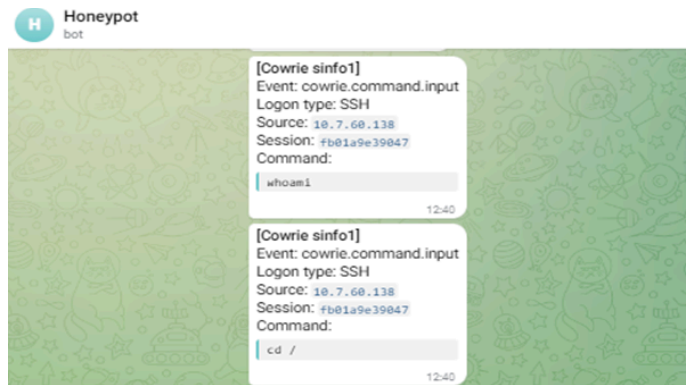 H
Honeypot
bot
[Cowrie sinfo1]
Event: cowrie.command.input
Logon type: SSH
Source: 10.7.60.138
Session: fb01a9e39047
Command:
whoami
12:40
[Cowrie sinfo1]
Event: cowrie.command.input
Logon type: SSH
Source: 10.7.60.138
Session: fb01a9e39047
Command:
cd /
12:40